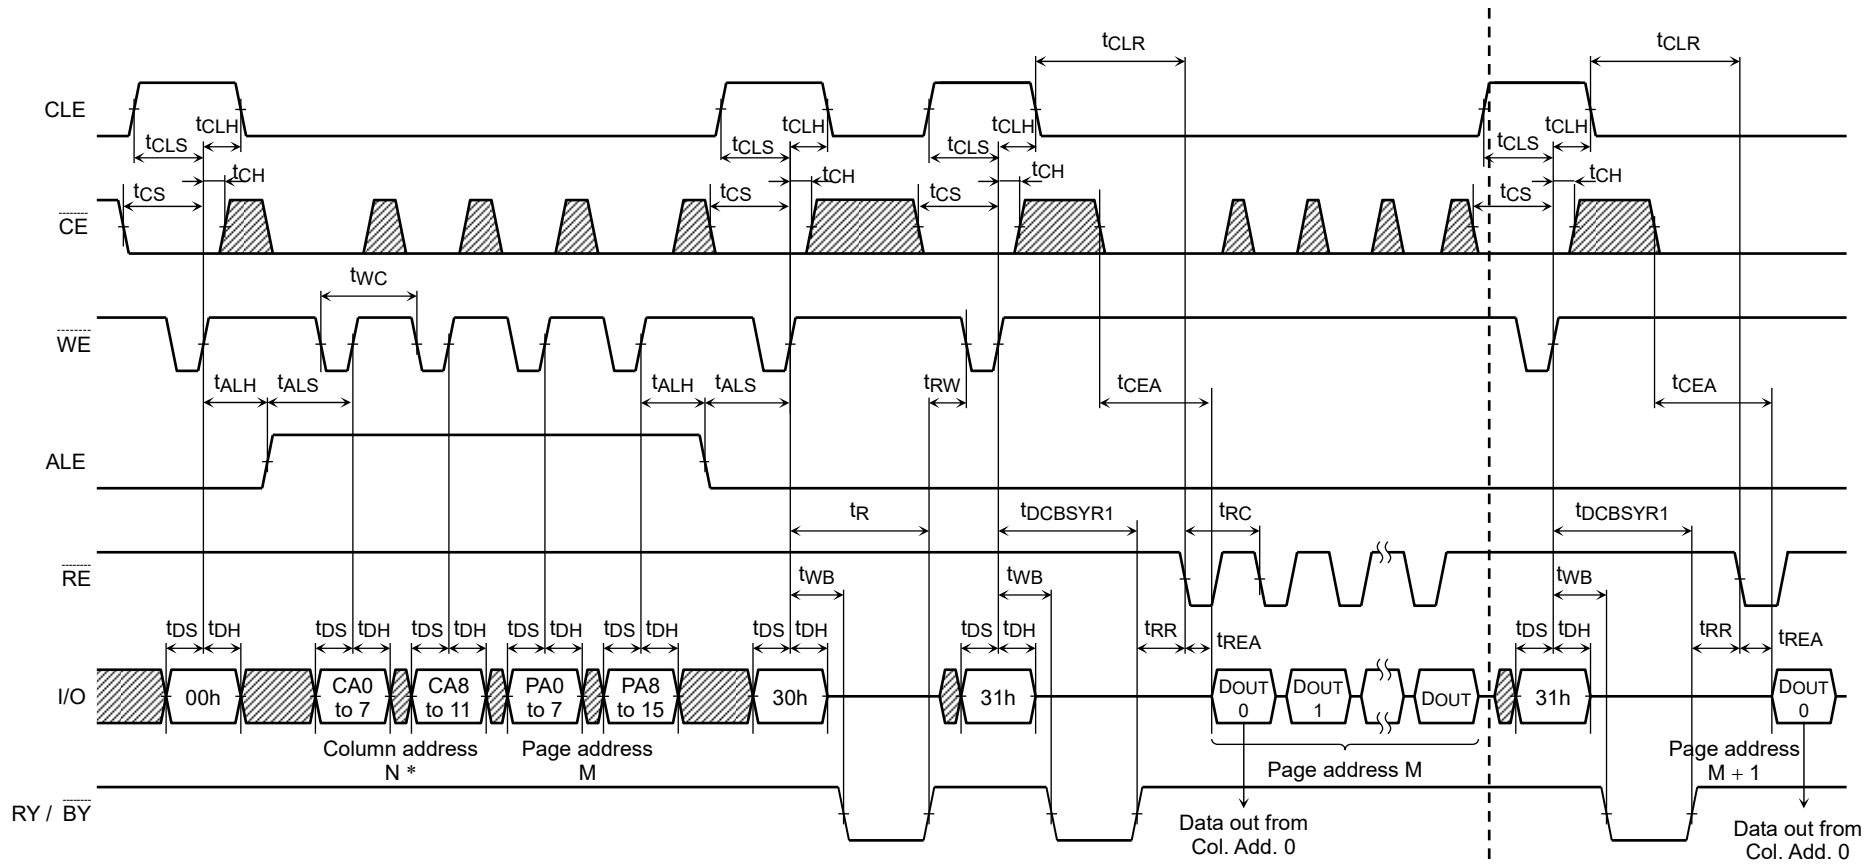 tCLR tCLR
CLE
tCLH tCLH tCLH tCLH
tCLS tCLS tCLS tCLS
tCH tCH tCH tCH
tCS tCS tCS tCS
CE
tWC
WE
tALH tALS tALH tALS tRW tCEA tCEA
ALE
tR tDCBSYR1 tRC tDCBSYR1
RE
tWB tWB tWB
tDS tDH tDS tDH tDS tDH tDS tDH tDS tDH tDS tDH tDS tDH tRR tREA tDS tDH tRR tREA
I/O
00h
CA0
to 7
CA8
to 11
PA0
to 7
PA8
to 15
30h
31h
DOUT
0
DOUT
1
DOUT
31h
DOUT
0
Column address
N *
Page address
M
Page address M
Page address
M + 1
RY / BY
Data out from
Col. Add. 0
Data out from
Col. Add. 0